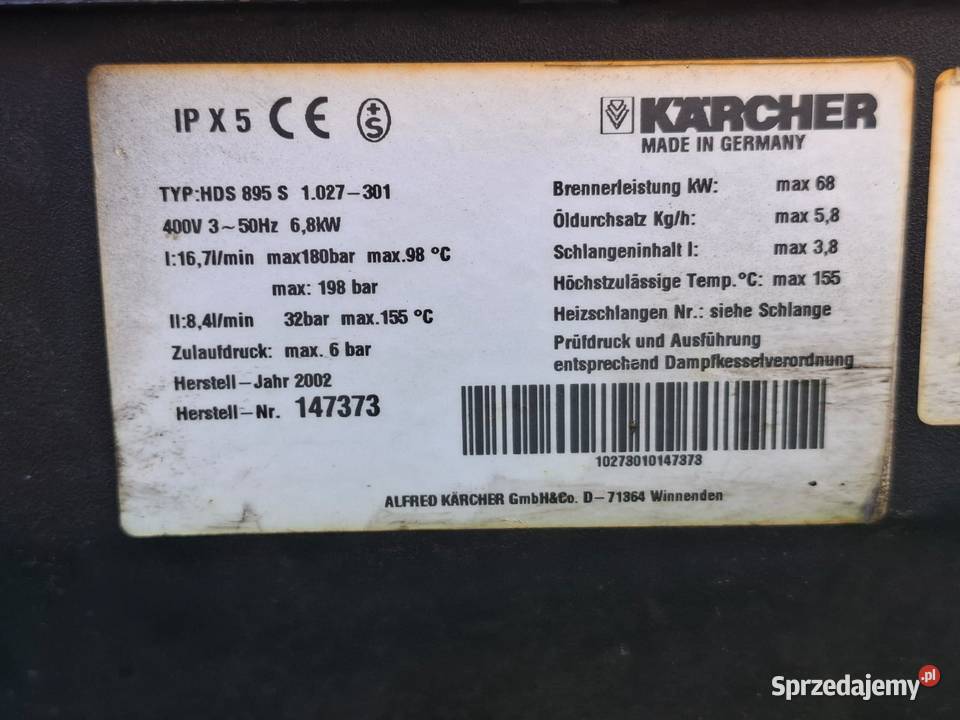 IP X 5 CE +S
KÄRCHER
MADE IN GERMANY
TYP:HDS 895 S 1.027-301
400V 3~50Hz 6,8kW
I:16,7l/min max180bar max.98 °C
max: 198 bar
II:8,4l/min 32bar max.155 °C
Zulaufdruck: max. 6 bar
Herstell-Jahr 2002
Herstell-Nr. 147373
Brennerleistung kW: max 68
Öldurchsatz Kg/h: max 5,8
Schlangeninhalt l: max 3,8
Höchstzulässige Temp.°C: max 155
Heizschlangen Nr.: siehe Schlange
Prüfdruck und Ausführung
entsprechend Dampfkesselverordnung
10273010147373
ALFRED KÄRCHER GmbH&Co. D-71364 Winnenden
Sprzedajemy.pl